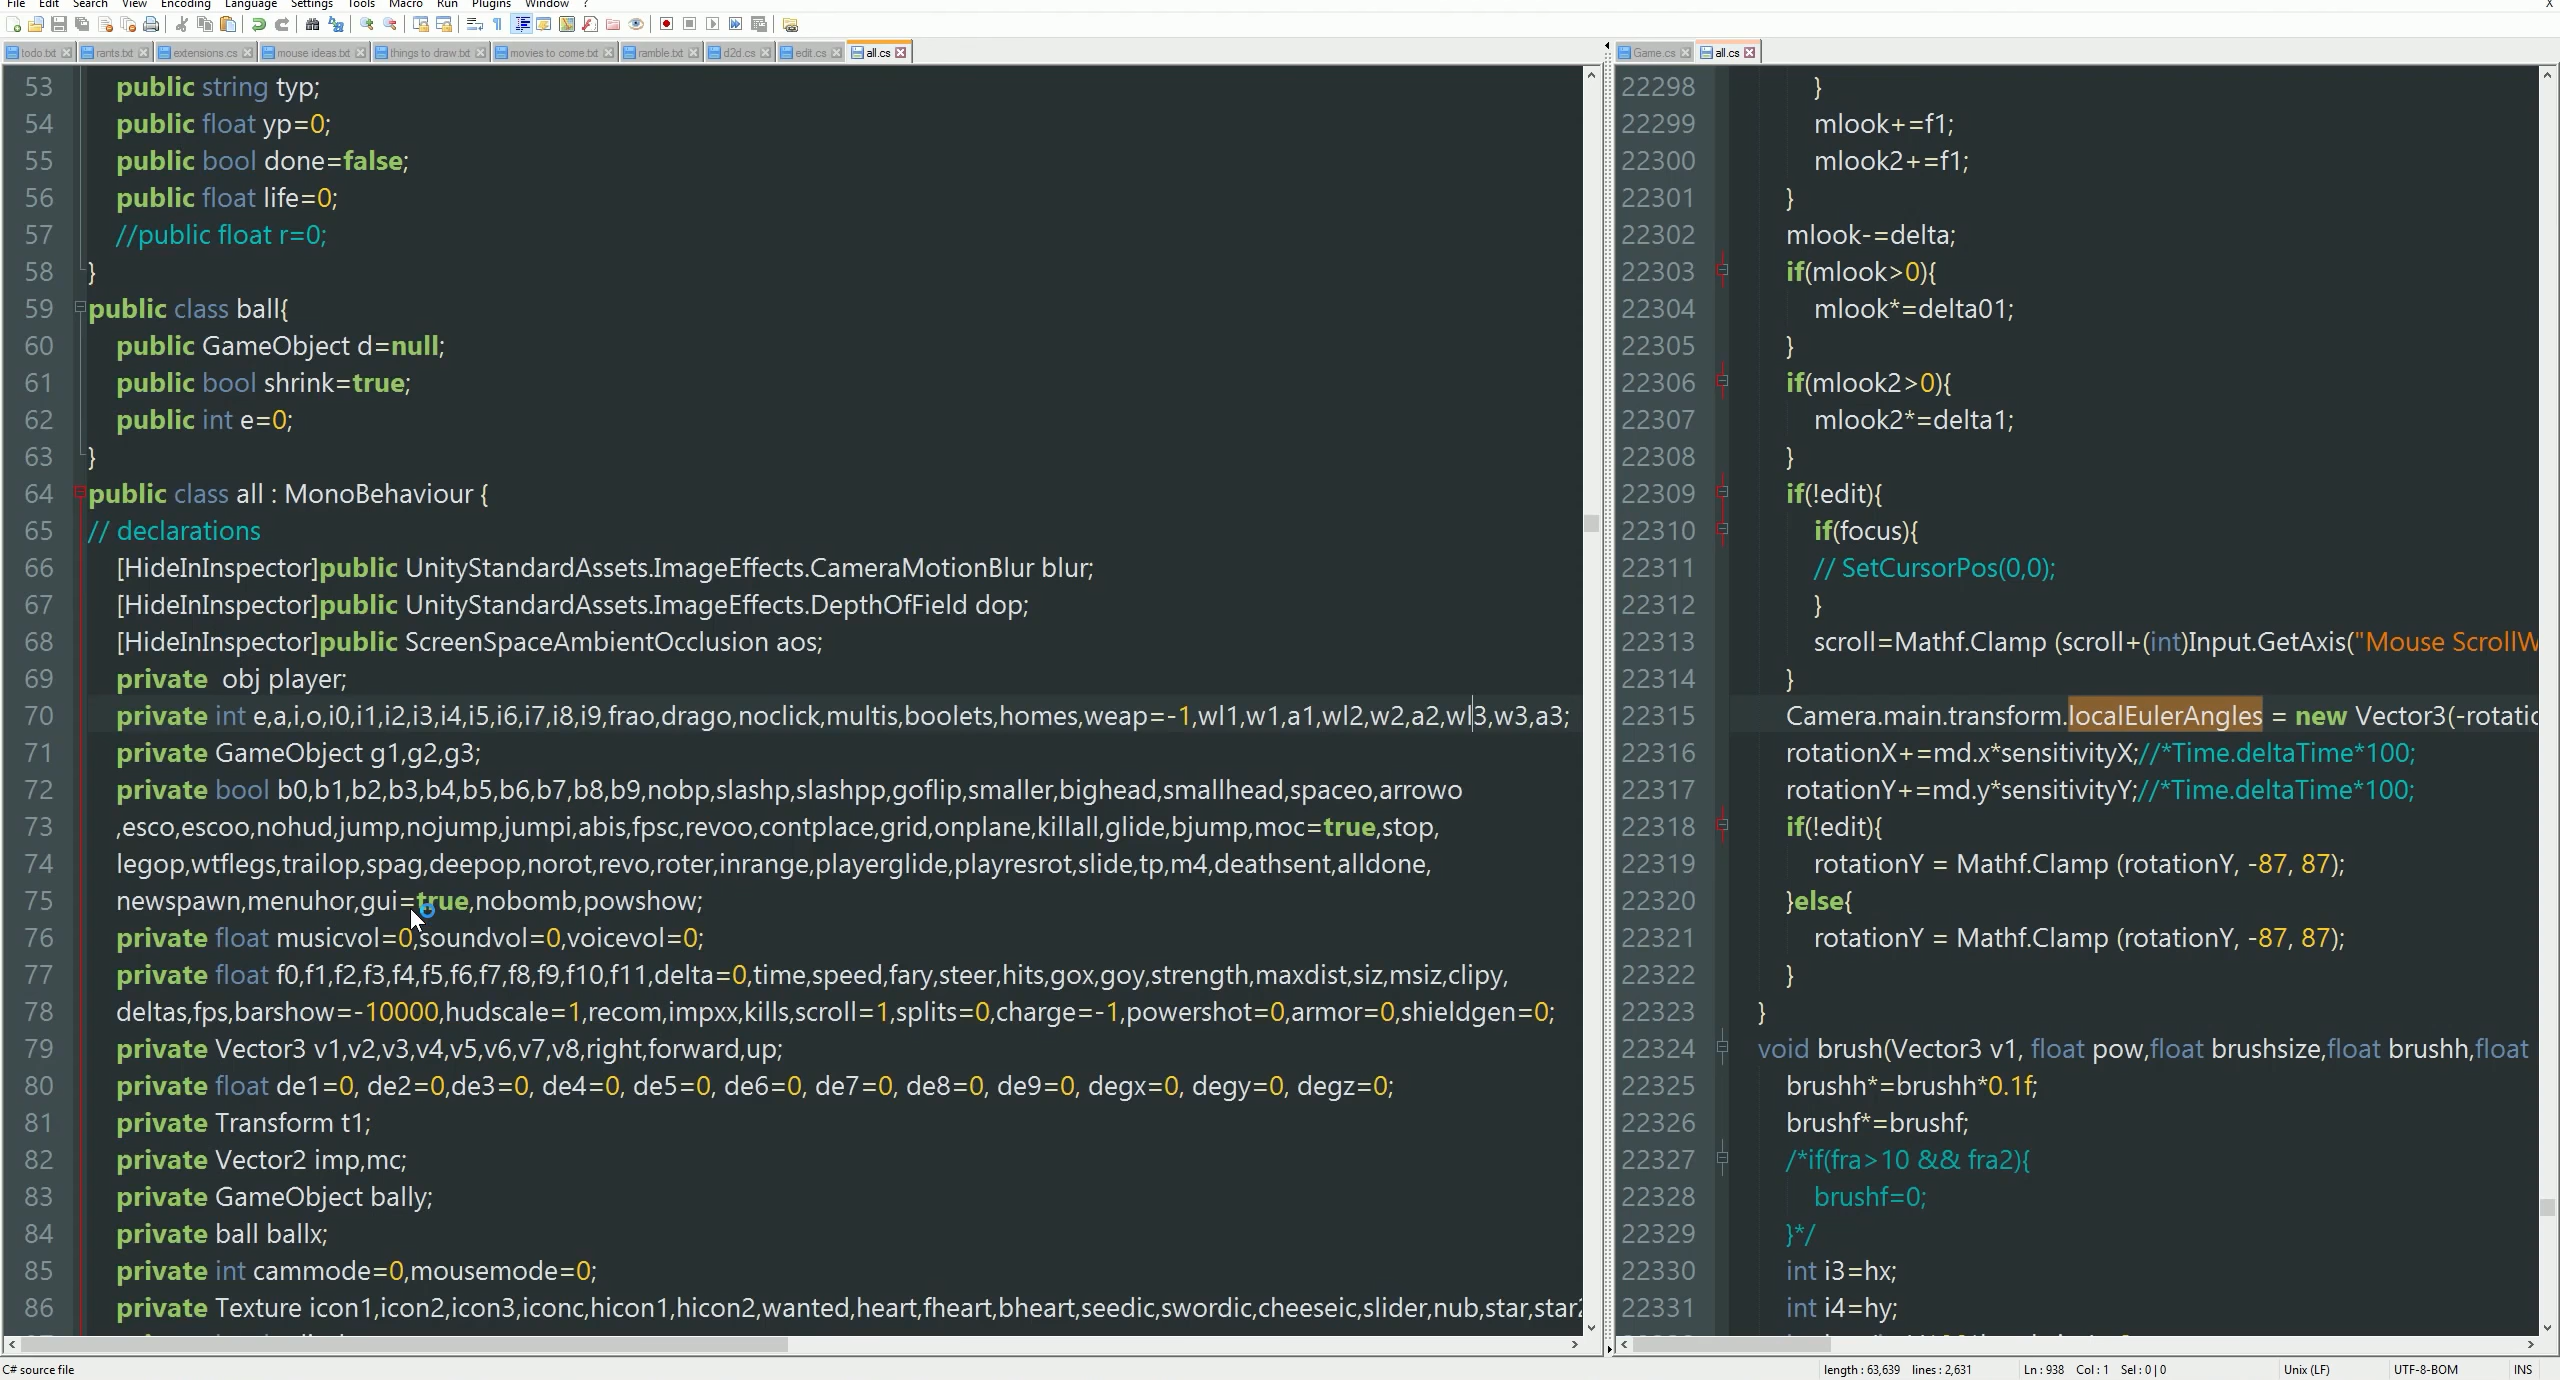 File Edit Search View Encoding Language Settings Tools Macro Run Plugins Window ? X
todo.txt rants.txt extensions.cs mouse ideas.txt things to draw.txt movies to come.txt ramble.txt d2d.cs edit.cs all.cs
53 public string typ;
54 public float yp=0;
55 public bool done=false;
56 public float life=0;
57 //public float r=0;
58 }
59 public class ball{
60 public GameObject d=null;
61 public bool shrink=true;
62 public int e=0;
63 }
64 public class all : MonoBehaviour {
65 // declarations
66 [HideInInspector]public UnityStandardAssets.ImageEffects.CameraMotionBlur blur;
67 [HideInInspector]public UnityStandardAssets.ImageEffects.DepthOfField dop;
68 [HideInInspector]public ScreenSpaceAmbientOcclusion aos;
69 private  obj player;
70 private int e,a,i,o,i0,i1,i2,i3,i4,i5,i6,i7,i8,i9,frao,drago,noclick,multis,boolets,homes,weap=-1,wl1,w1,a1,wl2,w2,a2,wl3,w3,a3;
71 private GameObject g1,g2,g3;
72 private bool b0,b1,b2,b3,b4,b5,b6,b7,b8,b9,nobp,slashp,slashpp,goflip,smaller,bighead,smallhead,spaceo,arrowo
73 ,esco,escoo,nohud,jump,nojump,jumpi,abis,fpsc,revoo,contplace,grid,onplane,killall,glide,bjump,moc=true,stop,
74 legop,wtflegs,trailop,spag,deepop,norot,revo,roter,inrange,playerglide,playresrot,slide,tp,m4,deathsent,alldone,
75 newspawn,menuhor,gui=true,nobomb,powshow;
76 private float musicvol=0,soundvol=0,voicevol=0;
77 private float f0,f1,f2,f3,f4,f5,f6,f7,f8,f9,f10,f11,delta=0,time,speed,fary,steer,hits,gox,goy,strength,maxdist,siz,msiz,clipy,
78 deltas,fps,barshow=-10000,hudscale=1,recom,impxx,kills,scroll=1,splits=0,charge=-1,powershot=0,armor=0,shieldgen=0;
79 private Vector3 v1,v2,v3,v4,v5,v6,v7,v8,right,forward,up;
80 private float de1=0, de2=0,de3=0, de4=0, de5=0, de6=0, de7=0, de8=0, de9=0, degx=0, degy=0, degz=0;
81 private Transform t1;
82 private Vector2 imp,mc;
83 private GameObject bally;
84 private ball ballx;
85 private int cammode=0,mousemode=0;
86 private Texture icon1,icon2,icon3,iconc,hicon1,hicon2,wanted,heart,fheart,bheart,seedic,swordic,cheeseic,slider,nub,star,star2
Game.cs all.cs
22298 }
22299 mlook+=f1;
22300 mlook2+=f1;
22301 }
22302 mlook-=delta;
22303 if(mlook>0){
22304 mlook*=delta01;
22305 }
22306 if(mlook2>0){
22307 mlook2*=delta1;
22308 }
22309 if(!edit){
22310 if(focus){
22311 // SetCursorPos(0,0);
22312 }
22313 scroll=Mathf.Clamp (scroll+(int)Input.GetAxis("Mouse ScrollW
22314 }
22315 Camera.main.transform.localEulerAngles = new Vector3(-rotatio
22316 rotationX+=md.x*sensitivityX;//*Time.deltaTime*100;
22317 rotationY+=md.y*sensitivityY;//*Time.deltaTime*100;
22318 if(!edit){
22319 rotationY = Mathf.Clamp (rotationY, -87, 87);
22320 }else{
22321 rotationY = Mathf.Clamp (rotationY, -87, 87);
22322 }
22323 }
22324 void brush(Vector3 v1, float pow,float brushsize,float brushh,float
22325 brushh*=brushh*0.1f;
22326 brushf*=brushf;
22327 /*if(fra>10 && fra2){
22328 brushf=0;
22329 }*/
22330 int i3=hx;
22331 int i4=hy;
C# source file length : 63,639 lines : 2,631 Ln : 938 Col : 1 Sel : 0 | 0 Unix (LF) UTF-8-BOM INS